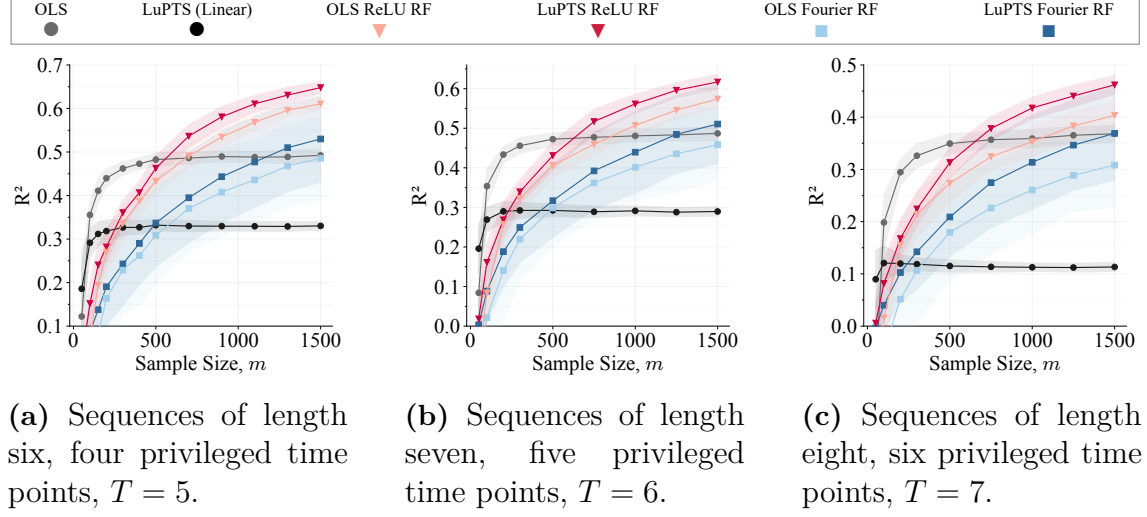 OLS LuPTS (Linear) OLS ReLU RF LuPTS ReLU RF OLS Fourier RF LuPTS Fourier RF
R²
0.7
0.6
0.5
0.4
0.3
0.2
0.1
0 500 1000 1500
Sample Size, m
R²
0.6
0.5
0.4
0.3
0.2
0.1
0.0
0 500 1000 1500
Sample Size, m
R²
0.5
0.4
0.3
0.2
0.1
0.0
0 500 1000 1500
Sample Size, m
(a) Sequences of length
six, four privileged time
points, T = 5.
(b) Sequences of length
seven, five privileged
time points, T = 6.
(c) Sequences of length
eight, six privileged time
points, T = 7.